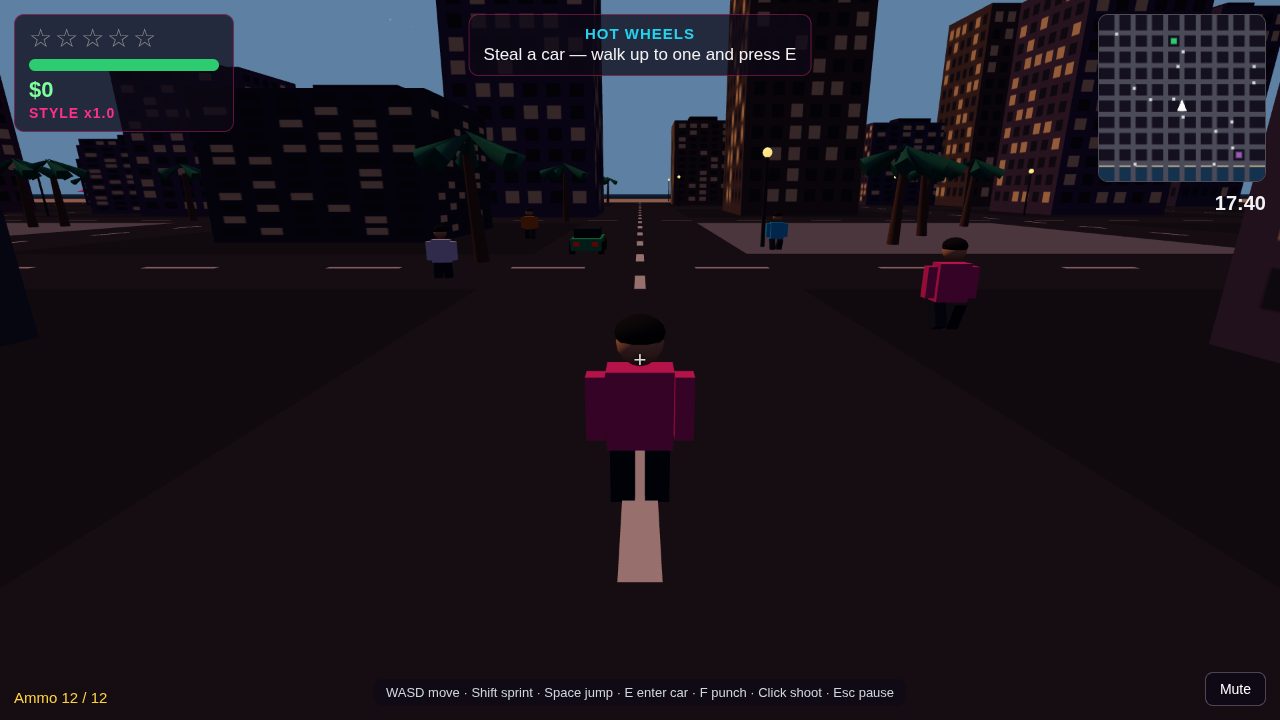 $0
STYLE x1.0
HOT WHEELS
Steal a car — walk up to one and press E
17:40
Ammo 12 / 12
WASD move · Shift sprint · Space jump · E enter car · F punch · Click shoot · Esc pause
Mute